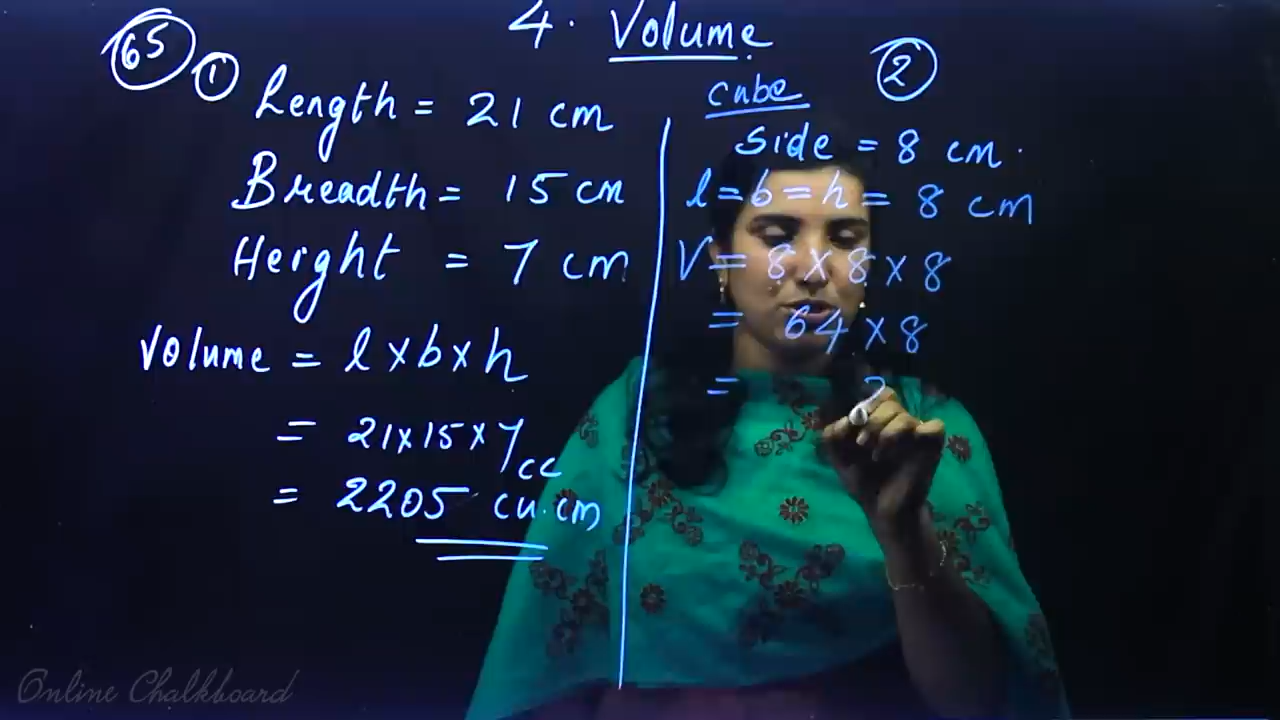 4. Volume
65
1
Length = 21 cm
Breadth = 15 cm
Height = 7 cm
Volume = l x b x h
= 21 x 15 x 7 cc
= 2205 cu.cm
2
Cube
Side = 8 cm.
l = b = h = 8 cm
V = 8 x 8 x 8
= 64 x 8
=
Online Chalkboard